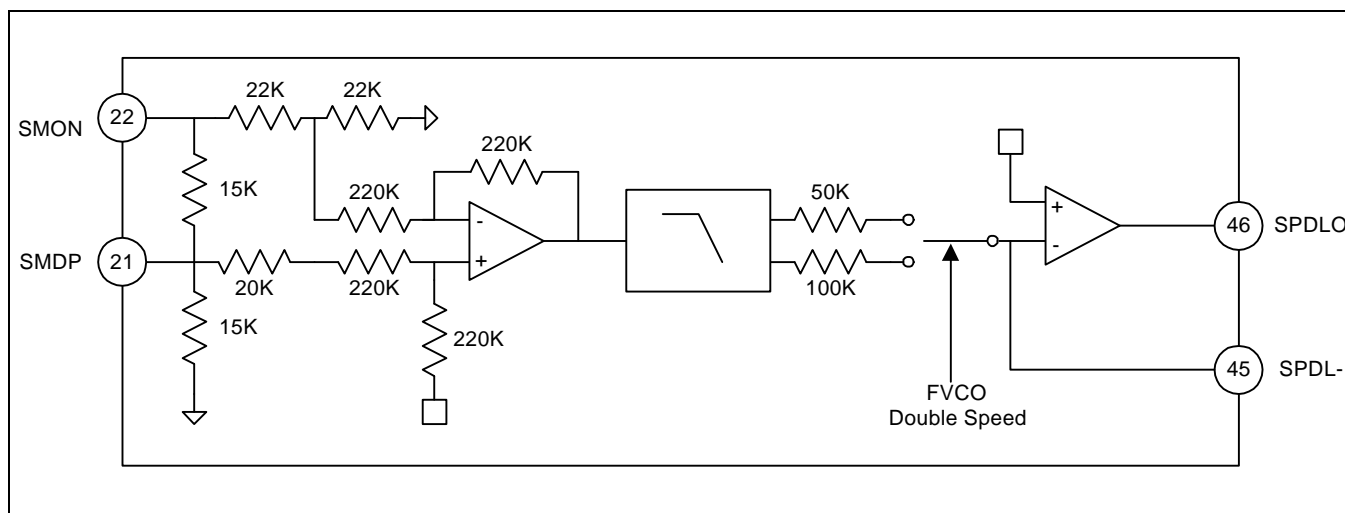 22K
22K
22
SMON
220K
15K
220K
50K
+
46
SPDLO
-
-
21
SMDP
+
20K
220K
100K
15K
220K
45
SPDL-
FVCO
Double Speed